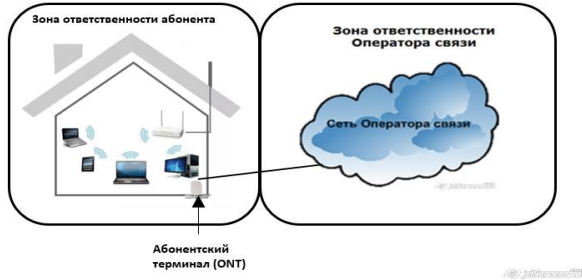 Зона ответственности абонента
Зона ответственности
Оператора связи
Сеть Оператора связи
Абонентский
терминал (ONT)